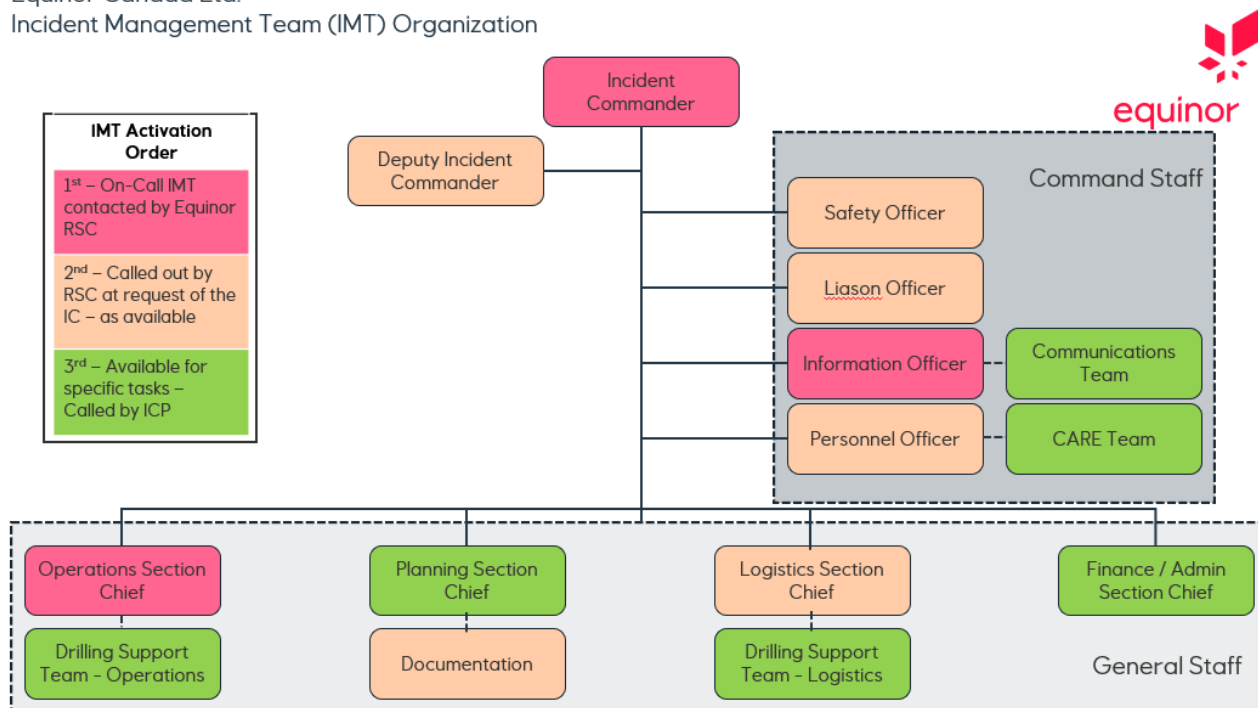 Equinor Canada Ltd.
Incident Management Team (IMT) Organization
equinor
Incident
Commander
IMT Activation
Order
1st – On-Call IMT
contacted by Equinor
RSC
2nd – Called out by
RSC at request of the
IC – as available
3rd – Available for
specific tasks –
Called by ICP
Deputy Incident
Commander
Command Staff
Safety Officer
Liason Officer
Information Officer
Communications
Team
Personnel Officer
CARE Team
Operations Section
Chief
Planning Section
Chief
Logistics Section
Chief
Finance / Admin
Section Chief
Drilling Support
Team - Operations
Documentation
Drilling Support
Team - Logistics
General Staff